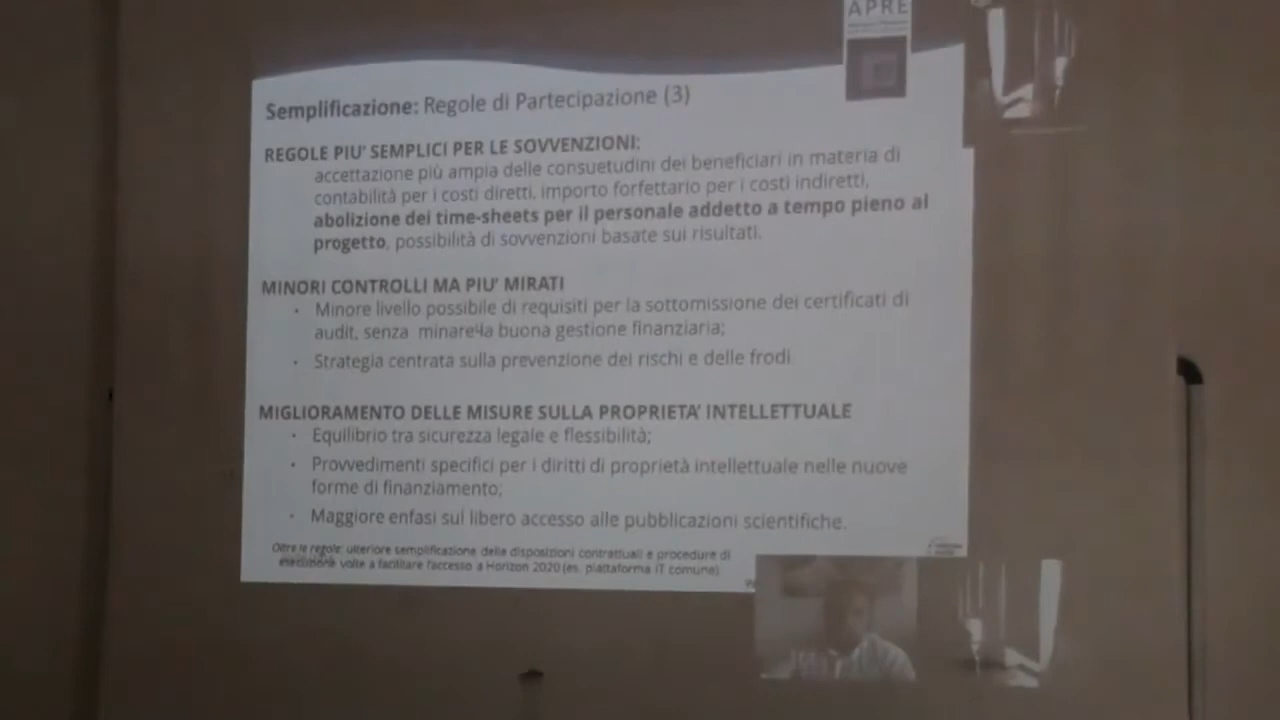 APRE
Semplificazione: Regole di Partecipazione (3)
REGOLE PIU' SEMPLICI PER LE SOVVENZIONI:
accettazione più ampia delle consuetudini dei beneficiari in materia di
contabilità per i costi diretti, importo forfettario per i costi indiretti,
abolizione dei time-sheets per il personale addetto a tempo pieno al
progetto, possibilità di sovvenzioni basate sui risultati.
MINORI CONTROLLI MA PIU' MIRATI
• Minore livello possibile di requisiti per la sottomissione dei certificati di
audit, senza minare la buona gestione finanziaria;
• Strategia centrata sulla prevenzione dei rischi e delle frodi.
MIGLIORAMENTO DELLE MISURE SULLA PROPRIETA' INTELLETTUALE
• Equilibrio tra sicurezza legale e flessibilità;
• Provvedimenti specifici per i diritti di proprietà intellettuale nelle nuove
forme di finanziamento;
• Maggiore enfasi sul libero accesso alle pubblicazioni scientifiche.
Oltre le regole: ulteriore semplificazione delle disposizioni contrattuali e procedure di
volte a facilitare l'accesso a Horizon 2020 (es. piattaforma IT comune)